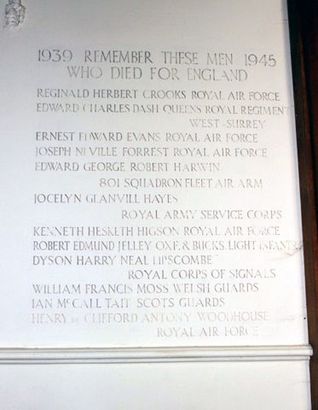 1939 REMEMBER THESE MEN 1945
WHO DIED FOR ENGLAND
REGINALD HERBERT CROOKS ROYAL AIR FORCE
EDWARD CHARLES DASH QUEENS ROYAL REGIMENT
WEST SURREY
ERNEST EDWARD EVANS ROYAL AIR FORCE
JOSEPH NEVILLE FORREST ROYAL AIR FORCE
EDWARD GEORGE ROBERT HARWIN
801 SQUADRON FLEET AIR ARM
JOCELYN GLANVILL HAYES
ROYAL ARMY SERVICE CORPS
KENNETH HESKETH HIGSON ROYAL AIR FORCE
ROBERT EDMUND JELLEY OXF. & BUCKS. LIGHT INFANTRY
DYSON HARRY NEAL LIPSCOMBE
ROYAL CORPS OF SIGNALS
WILLIAM FRANCIS MOSS WELSH GUARDS
IAN McCALL TAIT SCOTS GUARDS
HENRY CLIFFORD ANTONY WOODHOUSE
ROYAL AIR FORCE